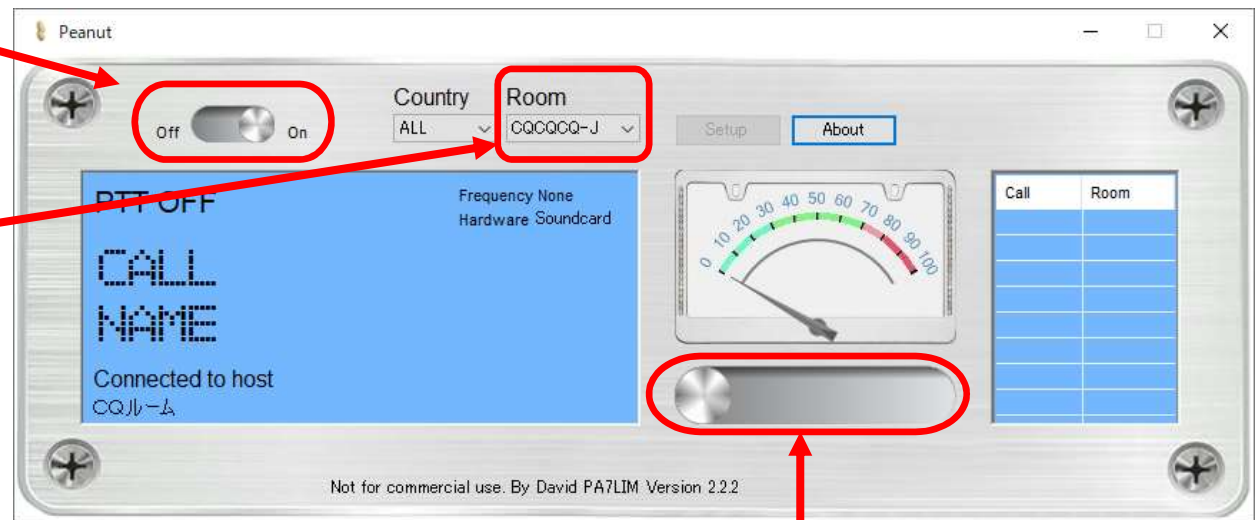 Peanut
Country Room
Off On ALL CQCQCQ-J Setup About
PTT OFF
Frequency None
Hardware Soundcard
CALL
NAME
Connected to host
CQルーム
0 10 20 30 40 50 60 70 80 90 100
Call Room
Not for commercial use. By David PA7LIM Version 2.2.2